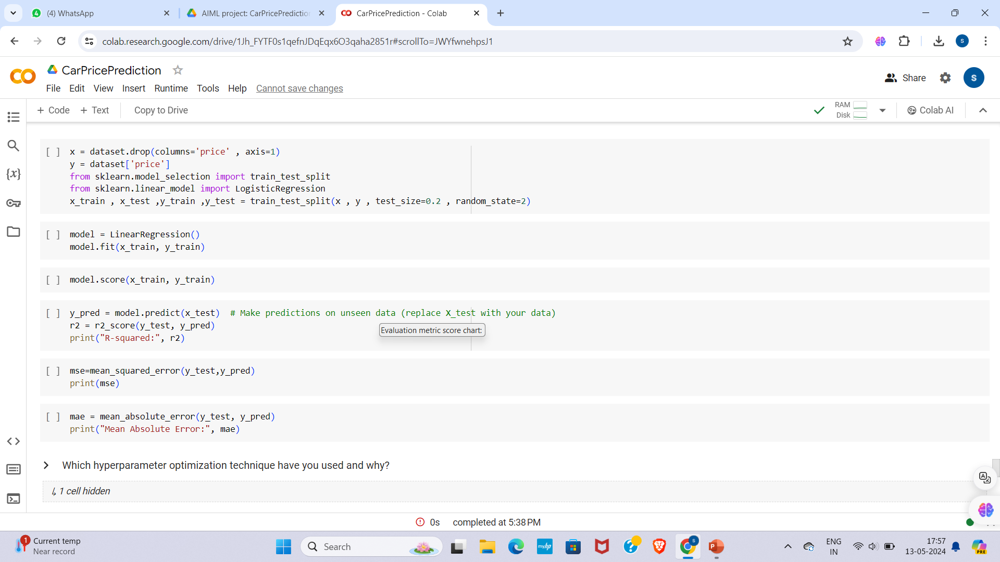 (4) WhatsApp
AIML project: CarPricePredictio
CarPricePrediction - Colab
colab.research.google.com/drive/1Jh_FYTF0s1qefnJDqEqx6O3qaha2851r#scrollTo=JWYfwnehpsJ1
S
CO
CarPricePrediction
Share
S
File Edit View Insert Runtime Tools Help Cannot save changes
+ Code + Text Copy to Drive
RAM
Disk
Colab AI
{x}
[ ] x = dataset.drop(columns='price' , axis=1)
y = dataset['price']
from sklearn.model_selection import train_test_split
from sklearn.linear_model import LogisticRegression
x_train , x_test ,y_train ,y_test = train_test_split(x , y , test_size=0.2 , random_state=2)
[ ] model = LinearRegression()
model.fit(x_train, y_train)
[ ] model.score(x_train, y_train)
[ ] y_pred = model.predict(x_test)  # Make predictions on unseen data (replace X_test with your data)
r2 = r2_score(y_test, y_pred)
Evaluation metric score chart:
print("R-squared:", r2)
[ ] mse=mean_squared_error(y_test,y_pred)
print(mse)
[ ] mae = mean_absolute_error(y_test, y_pred)
print("Mean Absolute Error:", mae)
Which hyperparameter optimization technique have you used and why?
↳ 1 cell hidden
0s completed at 5:38 PM
1
Current temp
Near record
Search
myhp
S
P
ENG
IN
17:57
13-05-2024
PRE